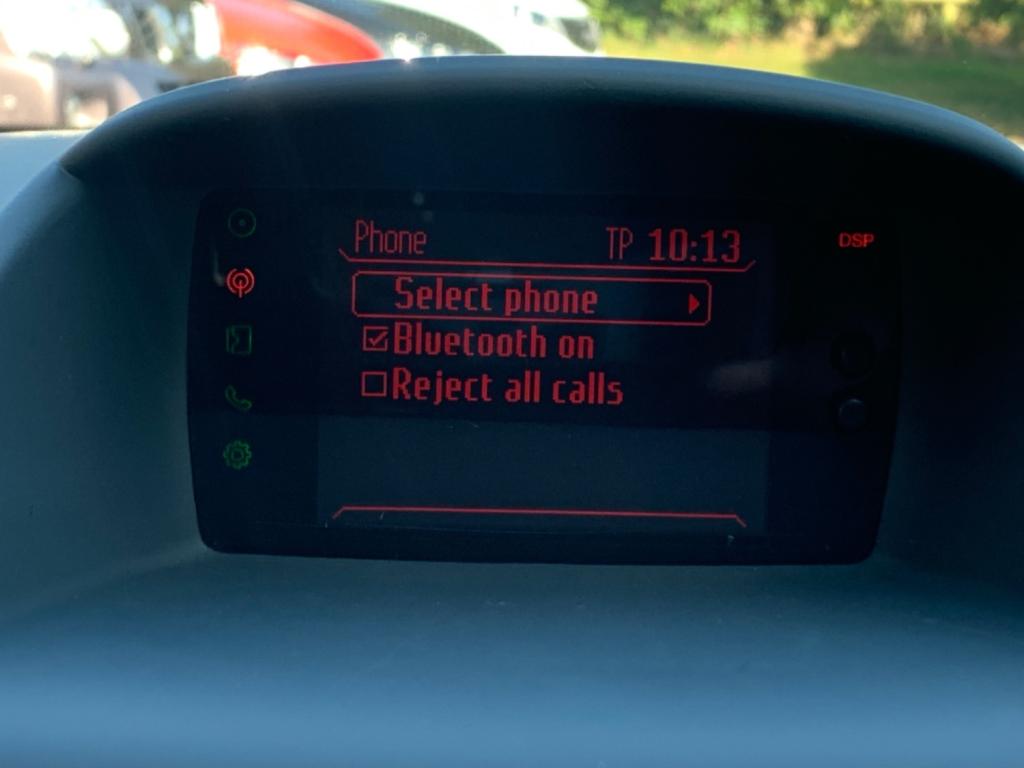 Phone TP 10:13 DSP
Select phone
Bluetooth on
Reject all calls